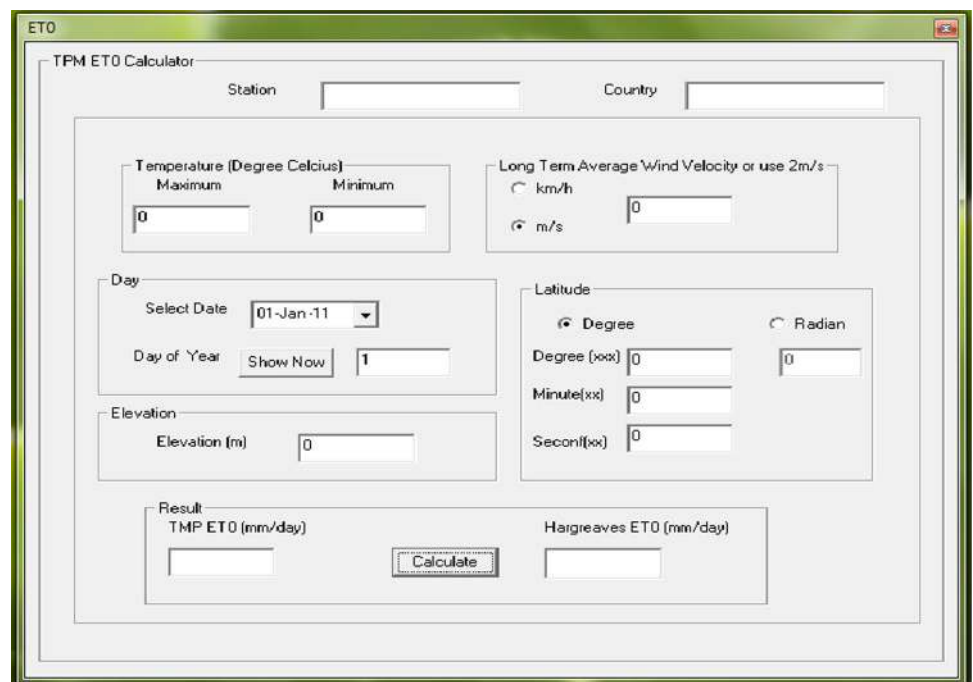 ET0
TPM ET0 Calculator
Station Country
Temperature (Degree Celcius)
Maximum Minimum
0 0
Long Term Average Wind Velocity or use 2m/s
km/h
0
m/s
Day
Select Date 01-Jan-11
Day of Year Show Now 1
Elevation
Elevation (m) 0
Latitude
Degree Radian
Degree (xxx) 0 0
Minute(xx) 0
Seconf(xx) 0
Result
TMP ET0 (mm/day) Hargreaves ET0 (mm/day)
Calculate